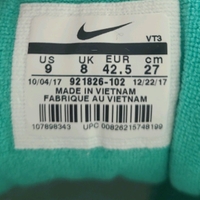 VT3
US UK EUR cm
9 8 42.5 27
10/04/17 921826-102 12/22/17
MADE IN VIETNAM
FABRIQUE AU VIETNAM
107898343 UPC 00826215748199